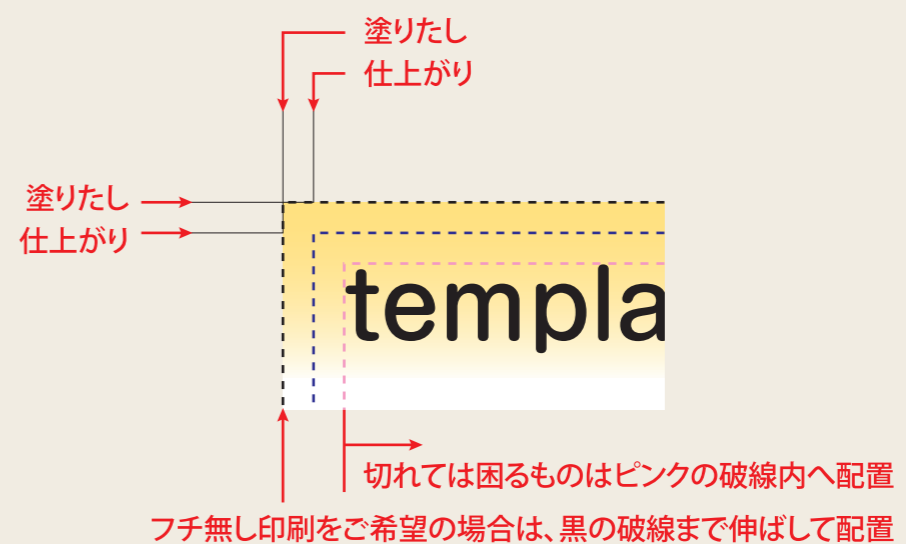 塗りたし
仕上がり
塗りたし
仕上がり
templa
切れては困るものはピンクの破線内へ配置
フチ無し印刷をご希望の場合は、黒の破線まで伸ばして配置